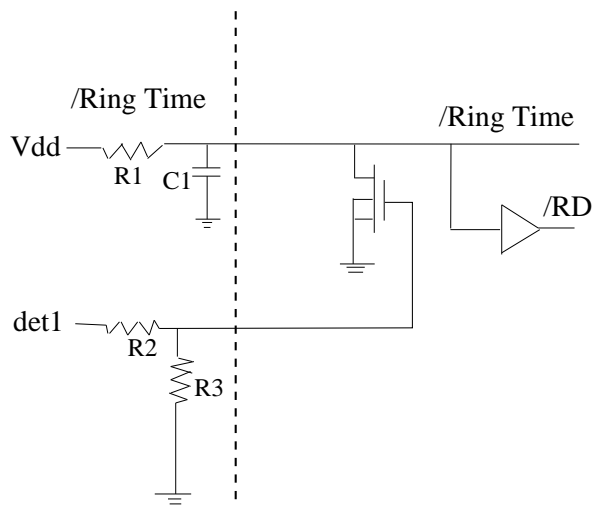 /Ring Time
/Ring Time
Vdd
R1
C1
/RD
det1
R2
R3